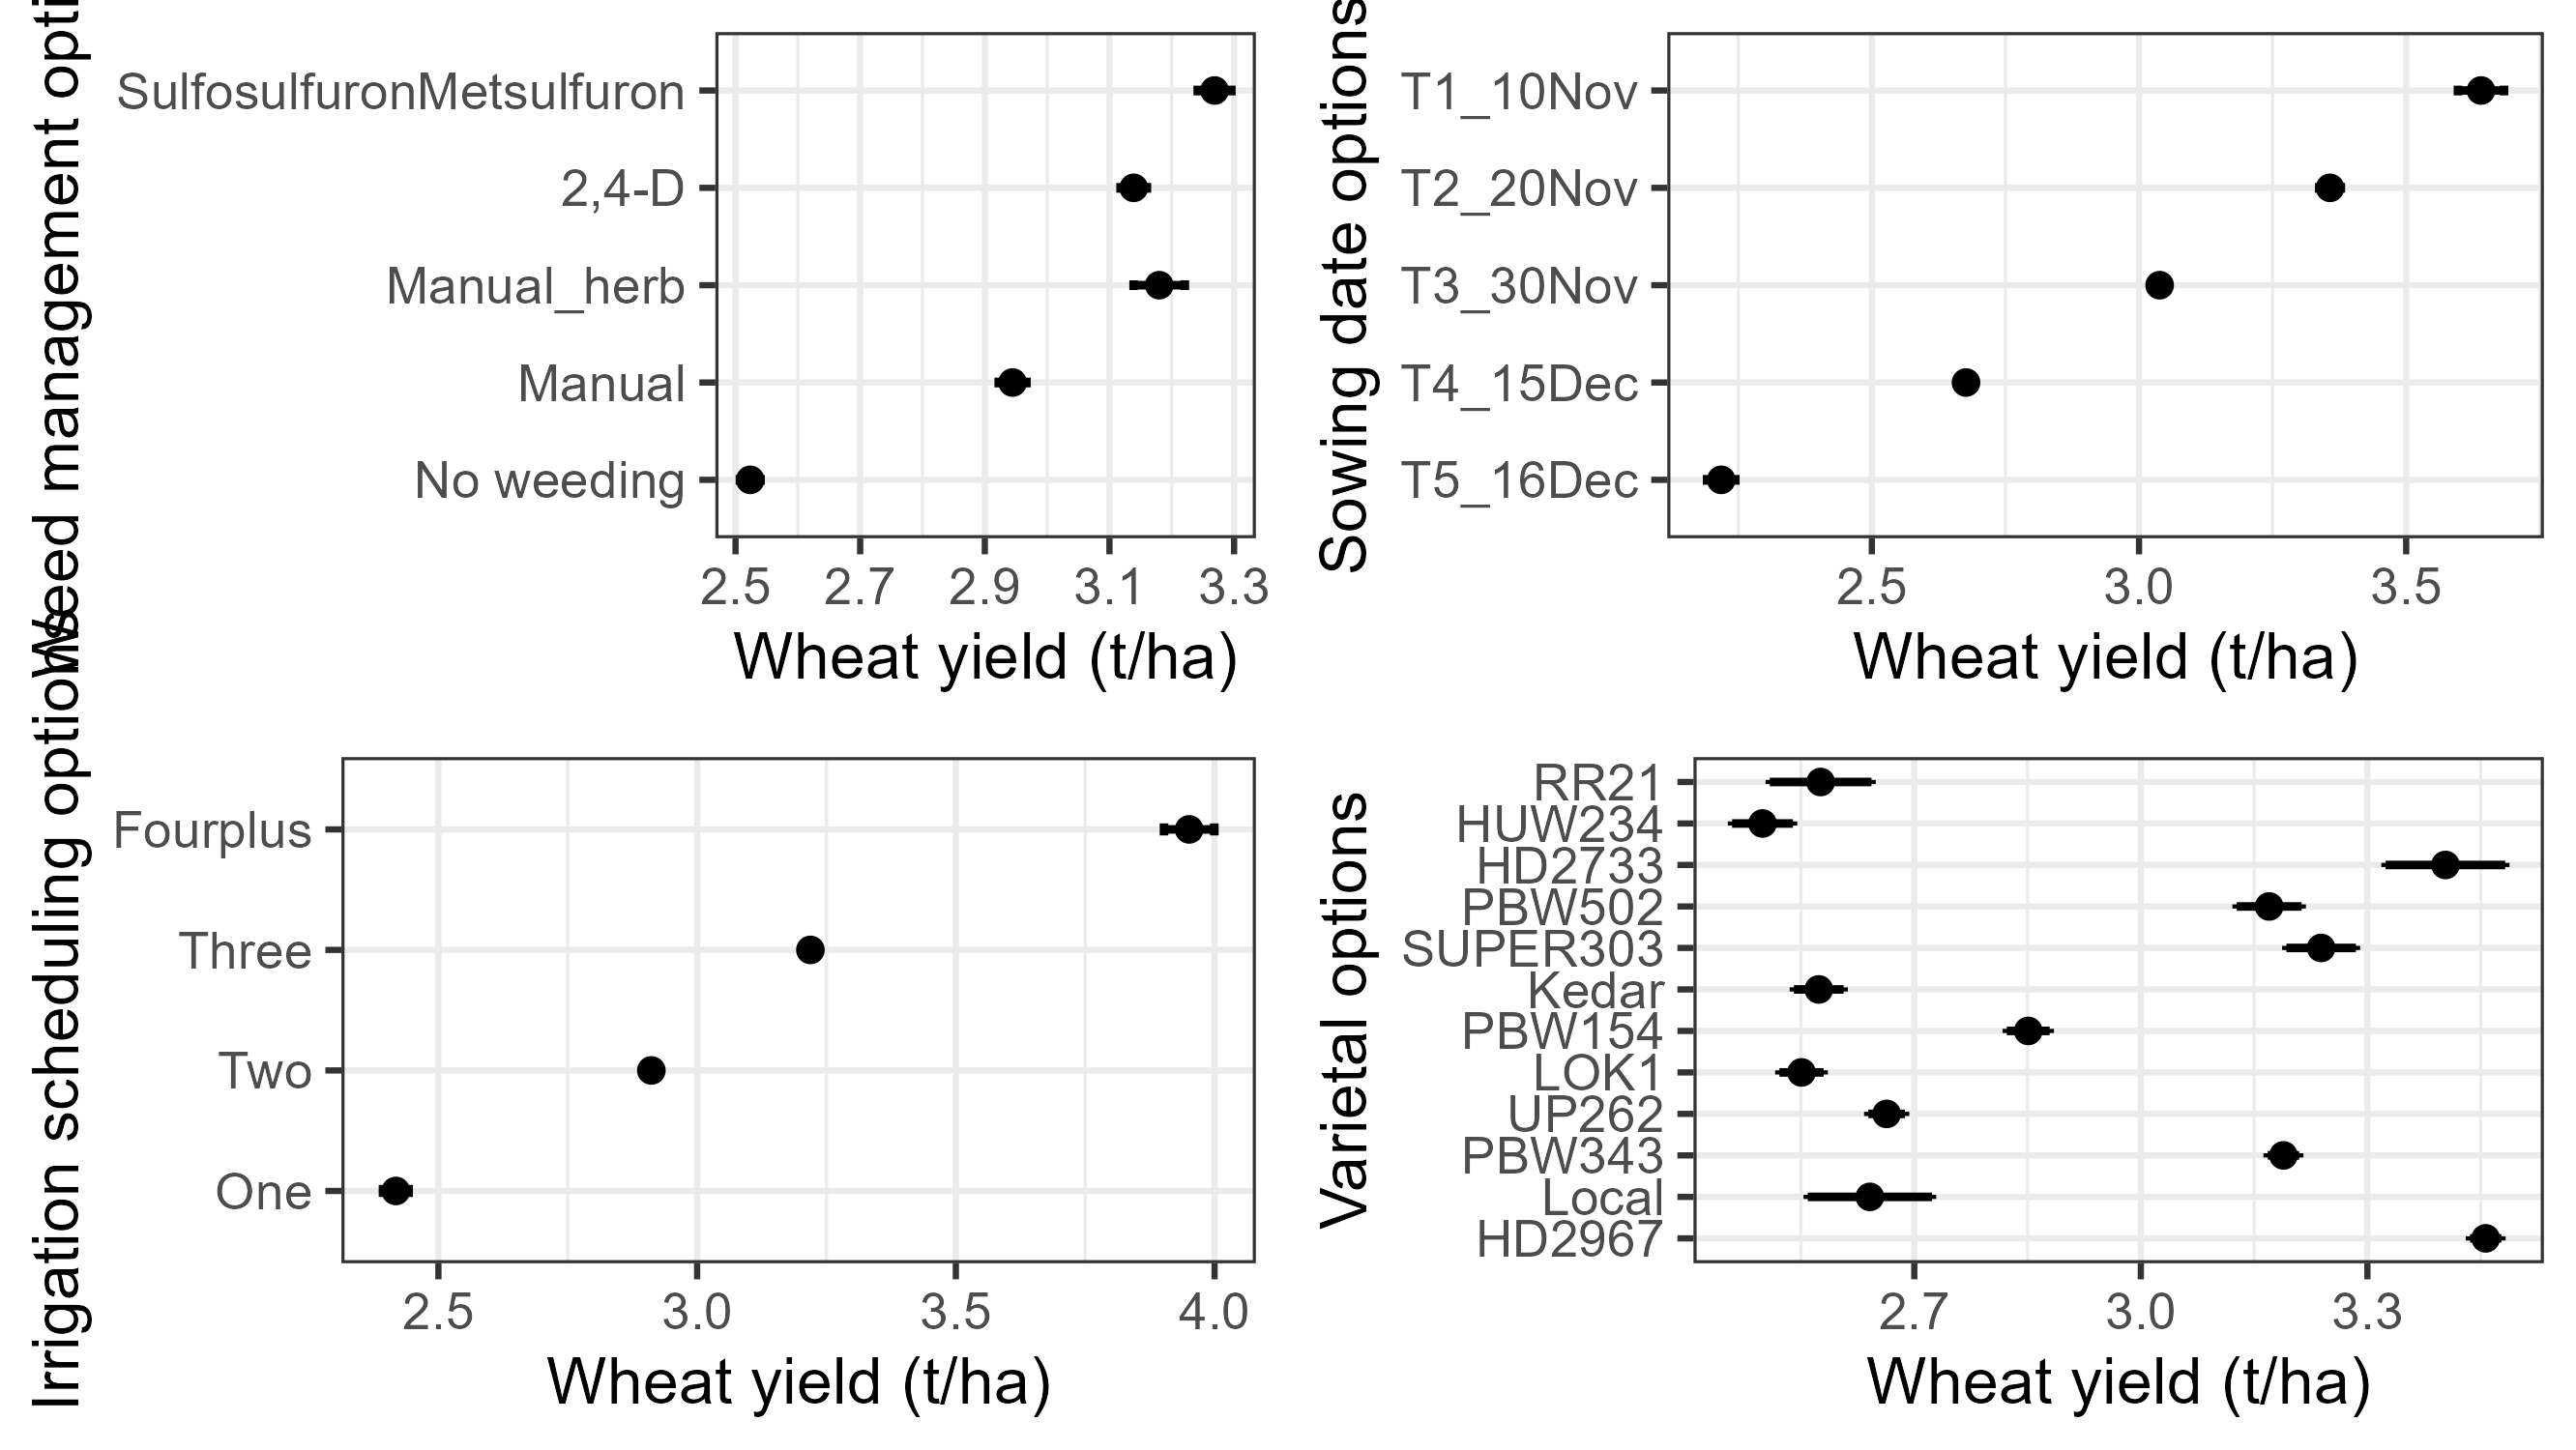 Weed management opti
SulfosulfuronMetsulfuron
2,4-D
Manual_herb
Manual
No weeding
2.5 2.7 2.9 3.1 3.3
Wheat yield (t/ha)
Sowing date options
T1_10Nov
T2_20Nov
T3_30Nov
T4_15Dec
T5_16Dec
2.5 3.0 3.5
Wheat yield (t/ha)
Irrigation scheduling options
Fourplus
Three
Two
One
2.5 3.0 3.5 4.0
Wheat yield (t/ha)
Varietal options
RR21
HUW234
HD2733
PBW502
SUPER303
Kedar
PBW154
LOK1
UP262
PBW343
Local
HD2967
2.7 3.0 3.3
Wheat yield (t/ha)